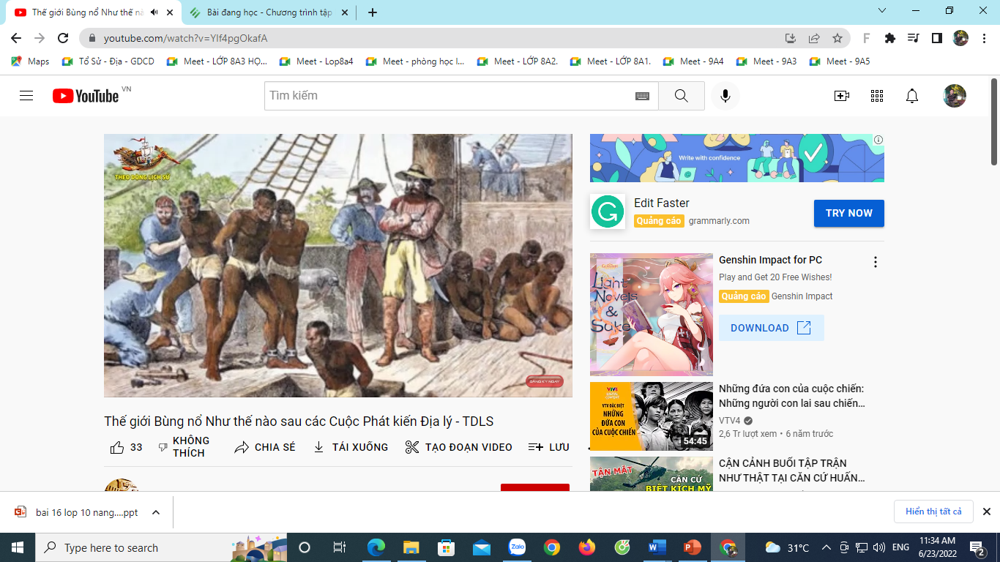 Thế giới Bùng nổ Như thế nà
Bài đang học - Chương trình tập
youtube.com/watch?v=YIf4pgOkafA
F
Maps
Tổ Sử - Địa - GDCD
Meet - LỚP 8A3 HỌ...
Meet - Lop8a4
Meet - phòng học l...
Meet - LỚP 8A2.
Meet - LỚP 8A1.
Meet - 9A4
Meet - 9A3
Meet - 9A5
YouTube VN
Tìm kiếm
THEO DÒNG LỊCH SỬ
ĐĂNG KÝ NGAY
Thế giới Bùng nổ Như thế nào sau các Cuộc Phát kiến Địa lý - TDLS
33
KHÔNG
THÍCH
CHIA SẺ
TẢI XUỐNG
TẠO ĐOẠN VIDEO
LƯU
Write with confidence
Edit Faster
Quảng cáo grammarly.com
TRY NOW
Light
Novels
&
Suke
Genshin Impact for PC
Play and Get 20 Free Wishes!
Quảng cáo Genshin Impact
DOWNLOAD
VTV ĐẶC BIỆT
NHỮNG
ĐỨA CON
CỦA CUỘC CHIẾN
54:45
Những đứa con của cuộc chiến:
Những người con lai sau chiến...
VTV4
2,6 Tr lượt xem • 6 năm trước
TẬN MẮT
CĂN CỨ
BIỆT KÍCH MỸ
CẬN CẢNH BUỔI TẬP TRẬN
NHƯ THẬT TẠI CĂN CỨ HUẤN...
bai 16 lop 10 nang....ppt
Hiển thị tất cả
Type here to search
Zalo
31°C
ENG
11:34 AM
6/23/2022
2